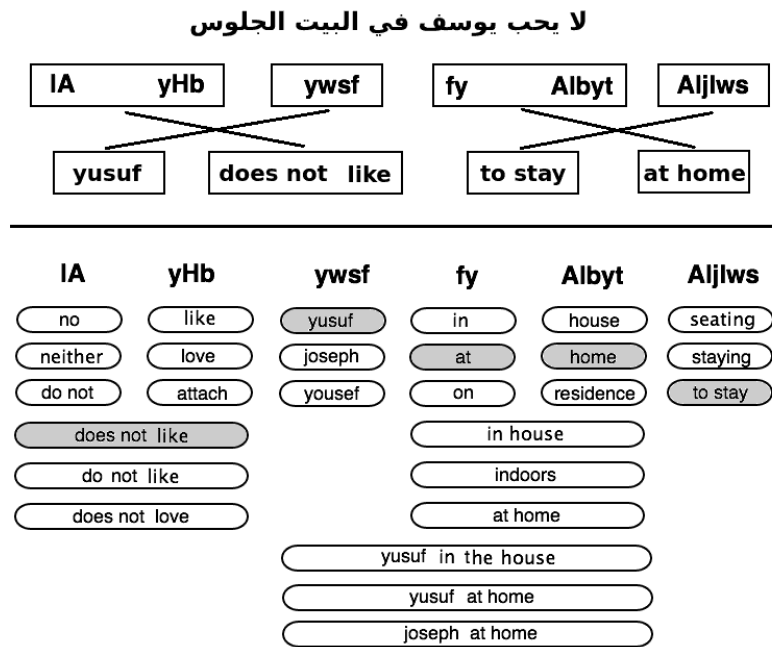 لا يحب يوسف في البيت الجلوس
lA yHb ywsf fy Albyt Aljlws
yusuf does not like to stay at home
lA yHb ywsf fy Albyt Aljlws
no like yusuf in house seating
neither love joseph at home staying
do not attach yousef on residence to stay
does not like in house
do not like indoors
does not love at home
yusuf in the house
yusuf at home
joseph at home